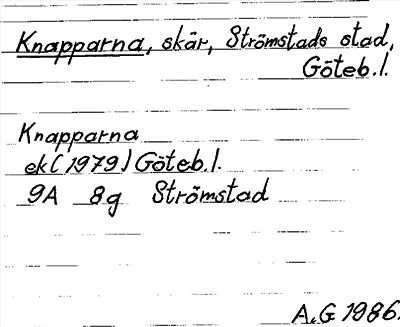 Knapparna, skär, Strömstads stad,
Göteb.l.
Knapparna
ek (1979) Göteb.l.
9A 8g Strömstad
A.G 1986.